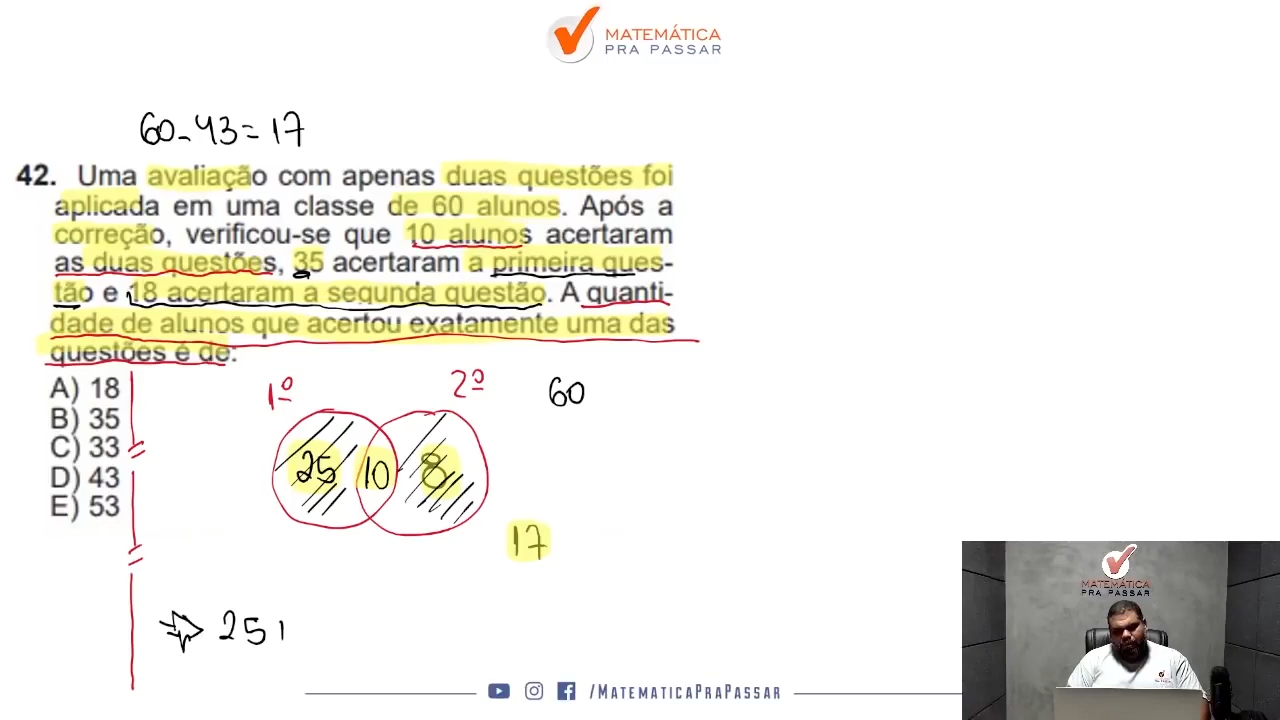 MATEMÁTICA
PRA PASSAR
60-43=17
42. Uma avaliação com apenas duas questões foi
aplicada em uma classe de 60 alunos. Após a
correção, verificou-se que 10 alunos acertaram
as duas questões, 35 acertaram a primeira ques-
tão e 18 acertaram a segunda questão. A quanti-
dade de alunos que acertou exatamente uma das
questões é de:
A) 18
B) 35
C) 33
D) 43
E) 53
1º 2º 60
25 10 8
17
25
MATEMÁTICA
PRA PASSAR
/MATEMATICAPRAPASSAR